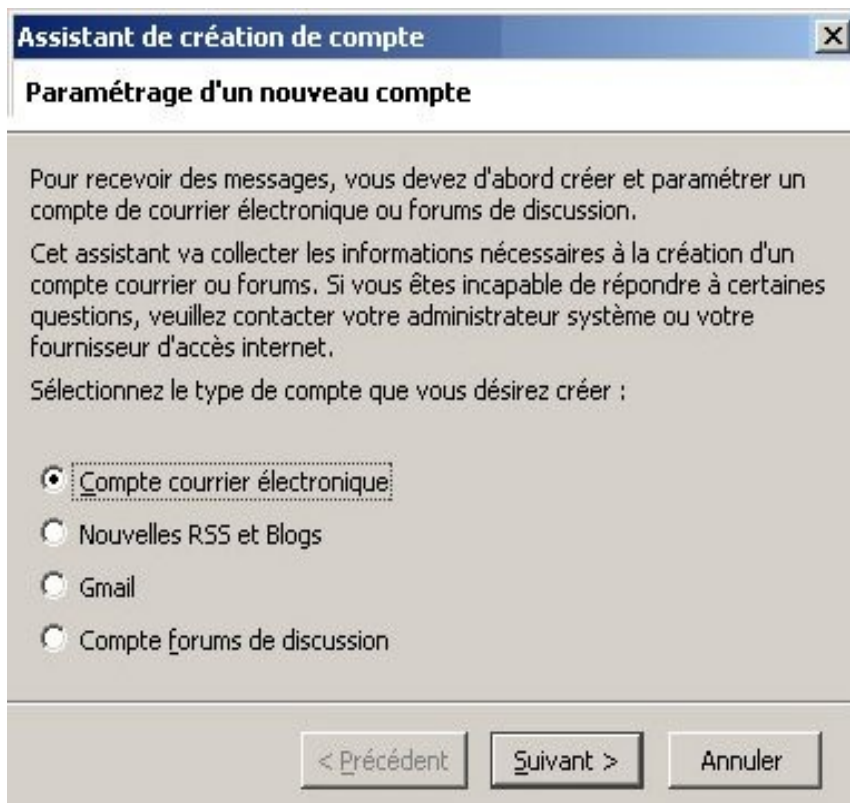 Assistant de création de compte
Paramétrage d'un nouveau compte
Pour recevoir des messages, vous devez d'abord créer et paramétrer un
compte de courrier électronique ou forums de discussion.
Cet assistant va collecter les informations nécessaires à la création d'un
compte courrier ou forums. Si vous êtes incapable de répondre à certaines
questions, veuillez contacter votre administrateur système ou votre
fournisseur d'accès internet.
Sélectionnez le type de compte que vous désirez créer :
Compte courrier électronique
Nouvelles RSS et Blogs
Gmail
Compte forums de discussion
< Précédent
Suivant >
Annuler